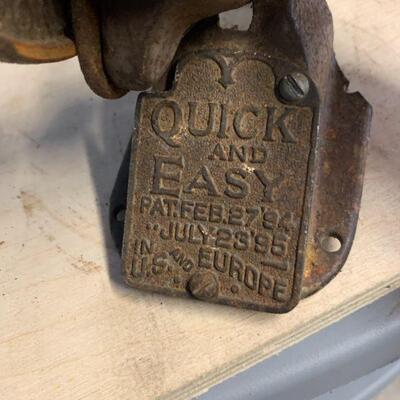 QUICK
AND
EASY
PAT. FEB. 27 '94
" JULY 23 95
IN U.S. AND EUROPE